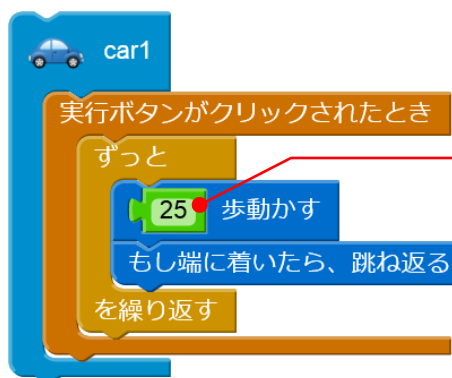 car1
実行ボタンがクリックされたとき
ずっと
25 歩動かす
もし端に着いたら、跳ね返る
を繰り返す